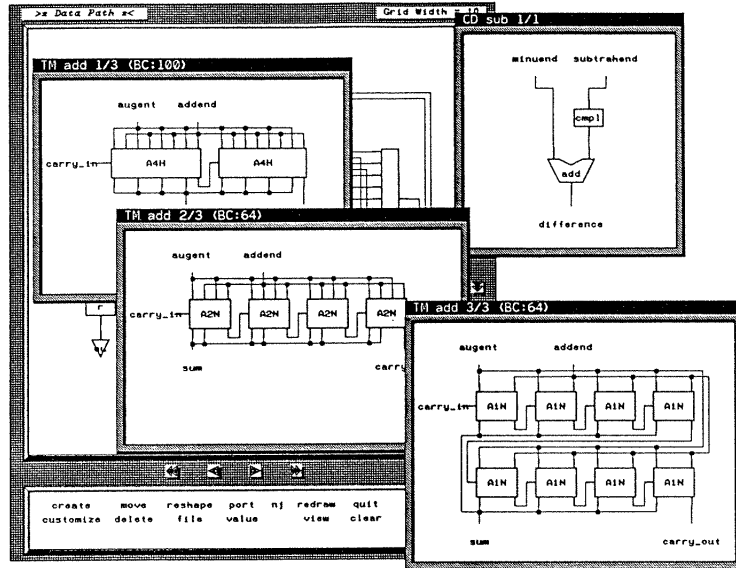 >* Data Path *<
Grid Width = 10
CD sub 1/1
minuend subtrahend
cmpl
add
difference
TM add 1/3 (BC:100)
augent addend
carry_in
A4H A4H
TM add 2/3 (BC:64)
augent addend
carry_in
A2N A2N A2N A2N
sum
carry
r
TM add 3/3 (BC:64)
augent addend
carry_in
A1N A1N A1N A1N
A1N A1N A1N A1N
sum carry_out
create move reshape port nj redraw quit
customize delete file value view clear